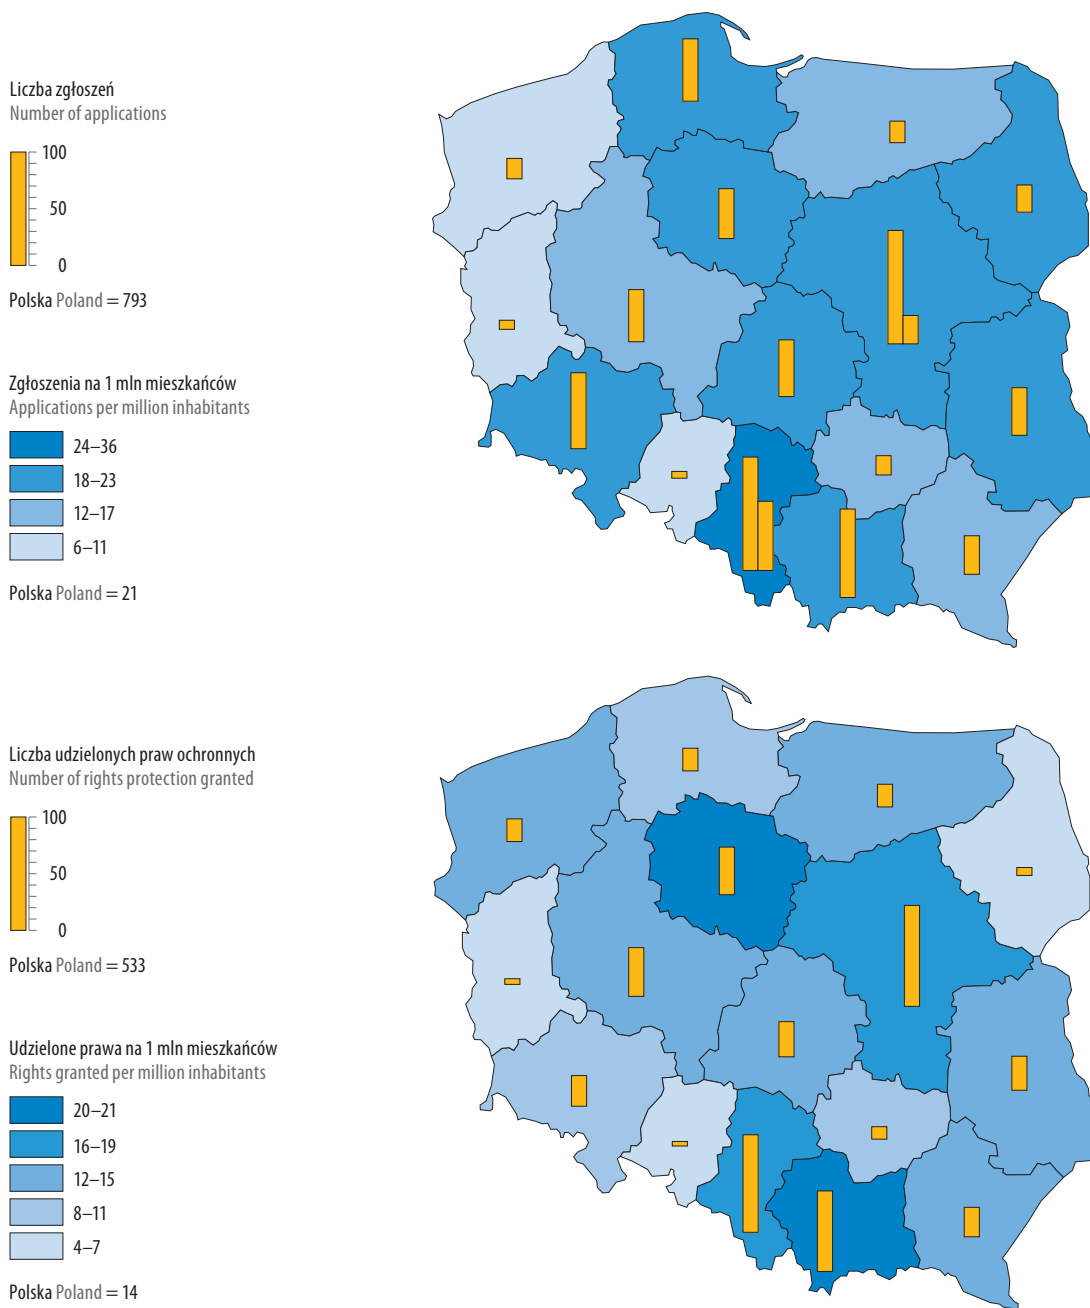 Liczba zgłoszeń
Number of applications
100
50
0
Polska Poland = 793
Zgłoszenia na 1 mln mieszkańców
Applications per million inhabitants
24–36
18–23
12–17
6–11
Polska Poland = 21
Liczba udzielonych praw ochronnych
Number of rights protection granted
100
50
0
Polska Poland = 533
Udzielone prawa na 1 mln mieszkańców
Rights granted per million inhabitants
20–21
16–19
12–15
8–11
4–7
Polska Poland = 14